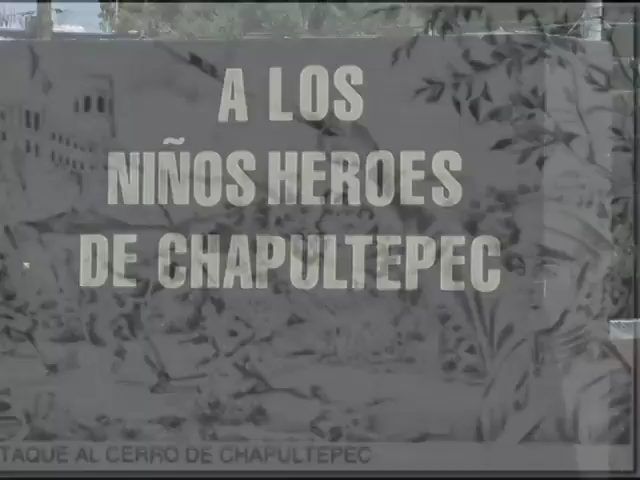 A LOS
NIÑOS HEROES
DE CHAPULTEPEC
TAQUE AL CERRO DE CHAPULTEPEC